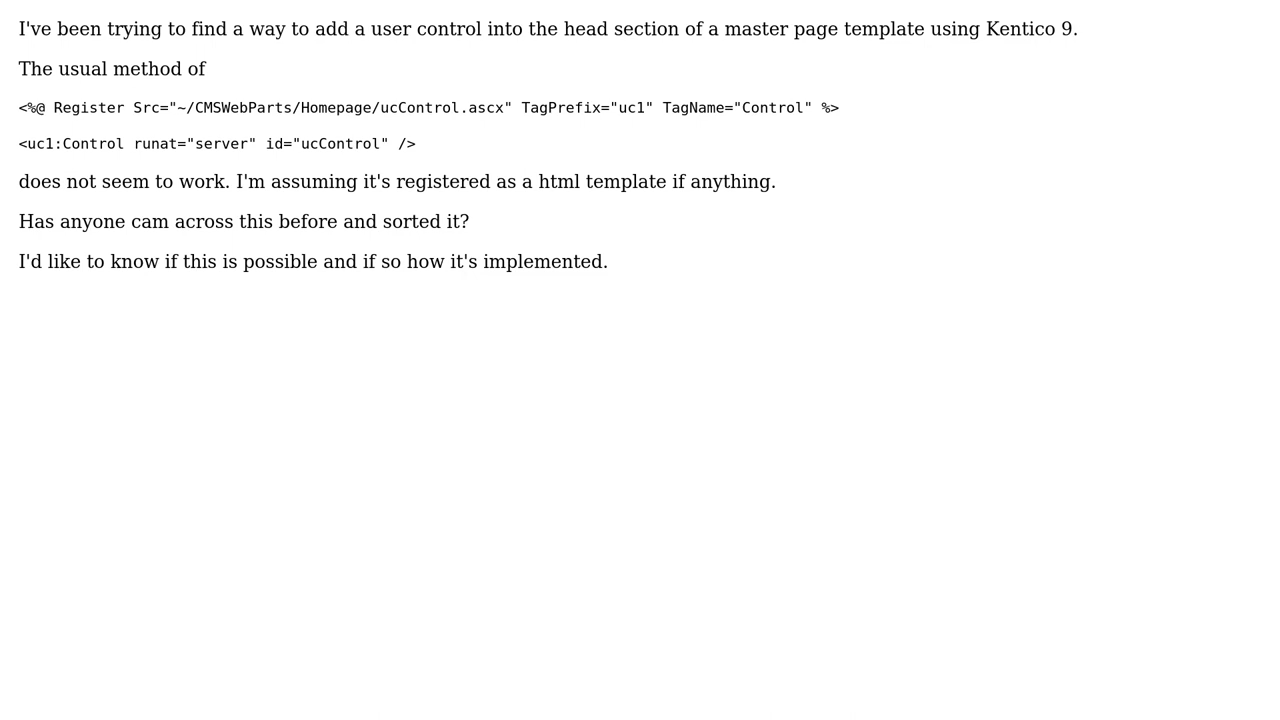 I've been trying to find a way to add a user control into the head section of a master page template using Kentico 9.
The usual method of
<%@ Register Src="~/CMSWebParts/Homepage/ucControl.ascx" TagPrefix="uc1" TagName="Control" %>
<uc1:Control runat="server" id="ucControl" />
does not seem to work. I'm assuming it's registered as a html template if anything.
Has anyone cam across this before and sorted it?
I'd like to know if this is possible and if so how it's implemented.